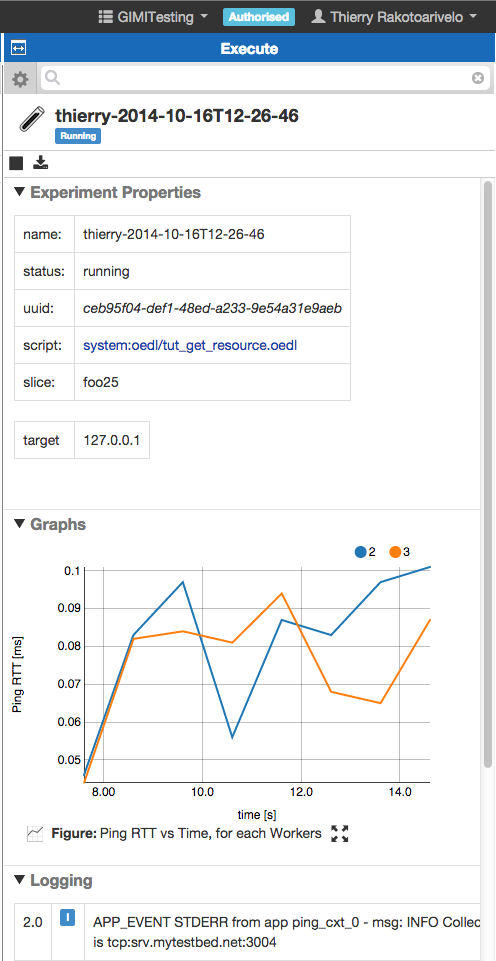 GIMITesting Authorised Thierry Rakotoarivelo
Execute
thierry-2014-10-16T12-26-46
Running
Experiment Properties
name: thierry-2014-10-16T12-26-46
status: running
uuid: ceb95f04-def1-48ed-a233-9e54a31e9aeb
script: system:oedl/tut_get_resource.oedl
slice: foo25
target 127.0.0.1
Graphs
2 3
0.1
0.09
0.08
0.07
0.06
0.05
Ping RTT [ms]
8.00 10.0 12.0 14.0
time [s]
Figure: Ping RTT vs Time, for each Workers
Logging
2.0 ! APP_EVENT STDERR from app ping_cxt_0 - msg: INFO Collec
is tcp:srv.mytestbed.net:3004